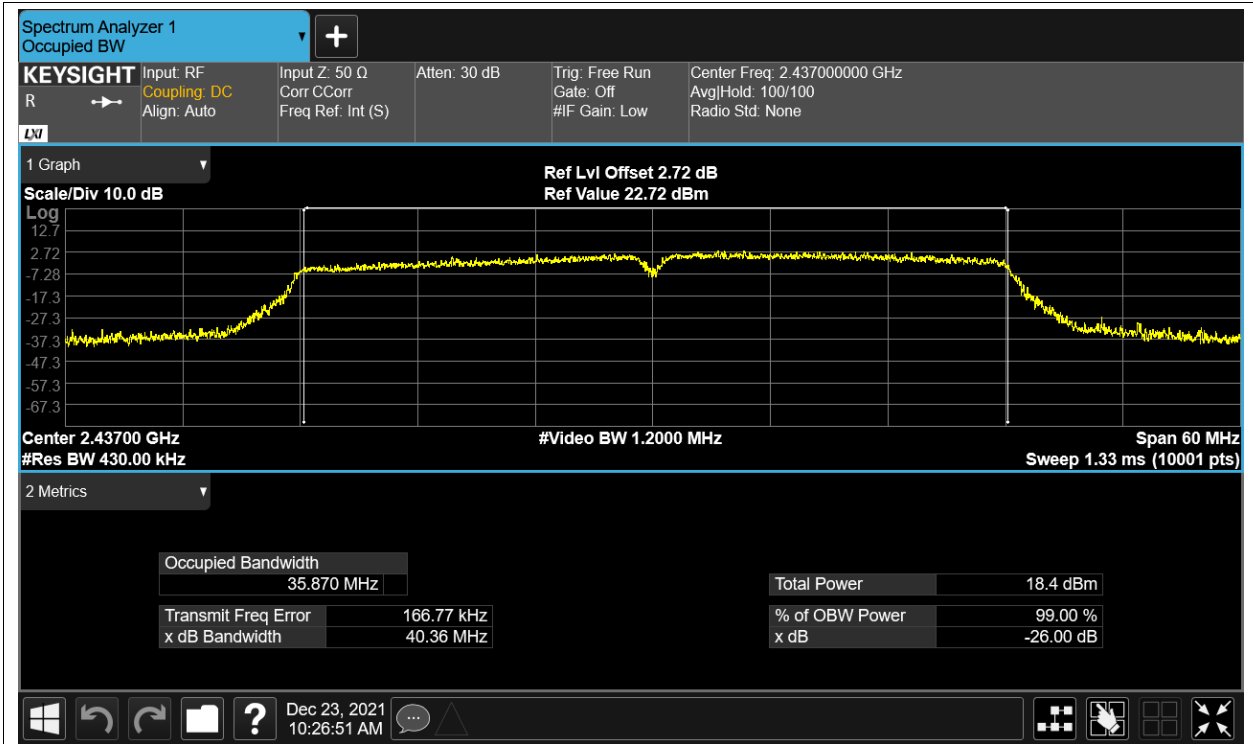 Spectrum Analyzer 1
Occupied BW
KEYSIGHT
R
LXI
Input: RF
Coupling: DC
Align: Auto
Input Z: 50 Ω
Corr CCorr
Freq Ref: Int (S)
Atten: 30 dB
Trig: Free Run
Gate: Off
#IF Gain: Low
Center Freq: 2.437000000 GHz
Avg|Hold: 100/100
Radio Std: None
1 Graph
Scale/Div 10.0 dB
Ref Lvl Offset 2.72 dB
Ref Value 22.72 dBm
Log
12.7
2.72
-7.28
-17.3
-27.3
-37.3
-47.3
-57.3
-67.3
Center 2.43700 GHz
#Video BW 1.2000 MHz
Span 60 MHz
#Res BW 430.00 kHz
Sweep 1.33 ms (10001 pts)
2 Metrics
Occupied Bandwidth
35.870 MHz
Transmit Freq Error 166.77 kHz
x dB Bandwidth 40.36 MHz
Total Power 18.4 dBm
% of OBW Power 99.00 %
x dB -26.00 dB
?
Dec 23, 2021
10:26:51 AM